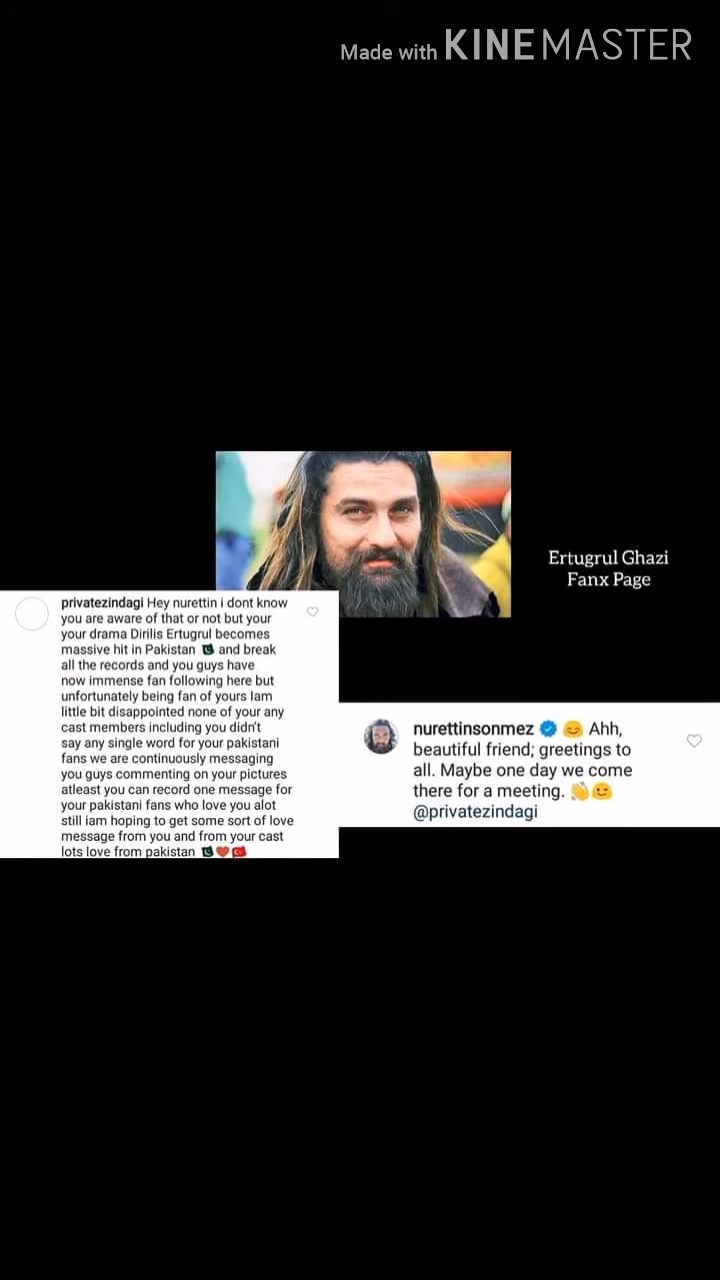 Made with KINEMASTER
Ertugrul Ghazi
Fanx Page
privatezindagi Hey nurettin i dont know
you are aware of that or not but your
your drama Dirilis Ertugrul becomes
massive hit in Pakistan 🇵🇰 and break
all the records and you guys have
now immense fan following here but
unfortunately being fan of yours Iam
little bit disappointed none of your any
cast members including you didn't
say any single word for your pakistani
fans we are continuously messaging
you guys commenting on your pictures
atleast you can record one message for
your pakistani fans who love you alot
still iam hoping to get some sort of love
message from you and from your cast
lots love from pakistan 🇵🇰❤️🇹🇷
nurettinsonmez 😊 Ahh,
beautiful friend; greetings to
all. Maybe one day we come
there for a meeting. 👋😉
@privatezindagi